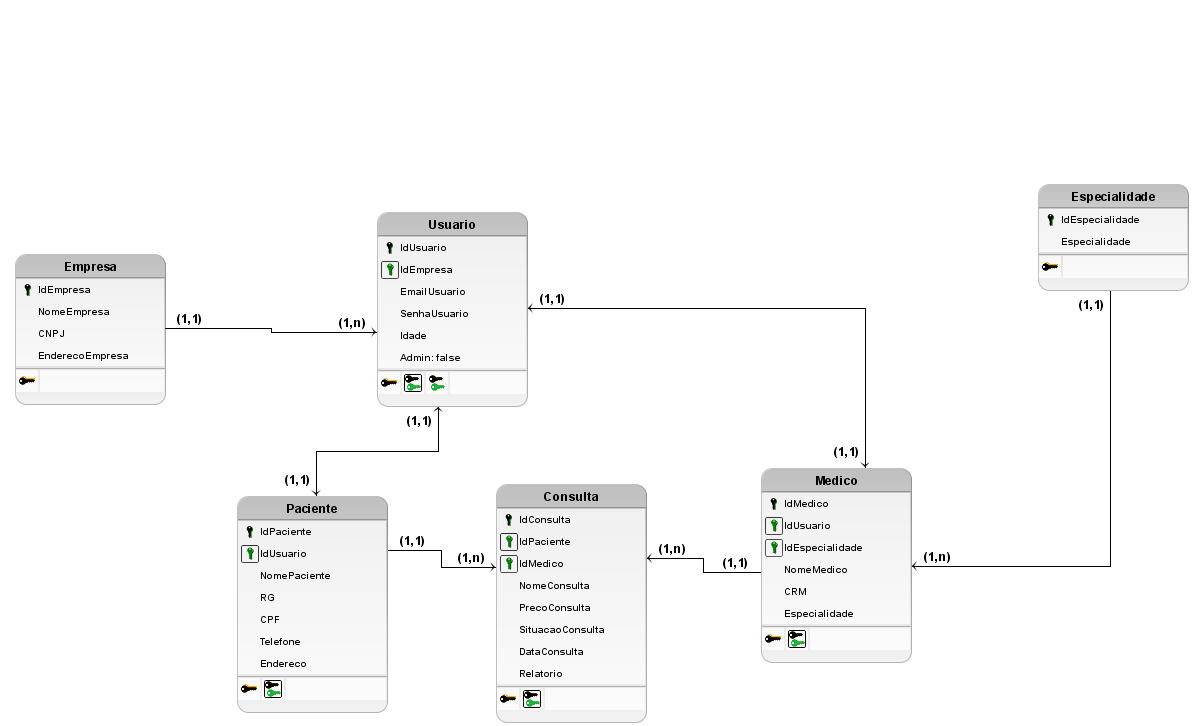 Especialidade
IdEspecialidade
Especialidade
(1,1)
Usuario
IdUsuario
IdEmpresa
EmailUsuario
SenhaUsuario
Idade
Admin: false
(1,1)
(1,1)
Empresa
IdEmpresa
NomeEmpresa
CNPJ
EnderecoEmpresa
(1,1)
(1,n)
(1,1)
Paciente
IdPaciente
IdUsuario
NomePaciente
RG
CPF
Telefone
Endereco
(1,1)
(1,n)
Consulta
IdConsulta
IdPaciente
IdMedico
NomeConsulta
PrecoConsulta
SituacaoConsulta
DataConsulta
Relatorio
(1,n)
(1,1)
(1,1)
Medico
IdMedico
IdUsuario
IdEspecialidade
NomeMedico
CRM
Especialidade
(1,n)